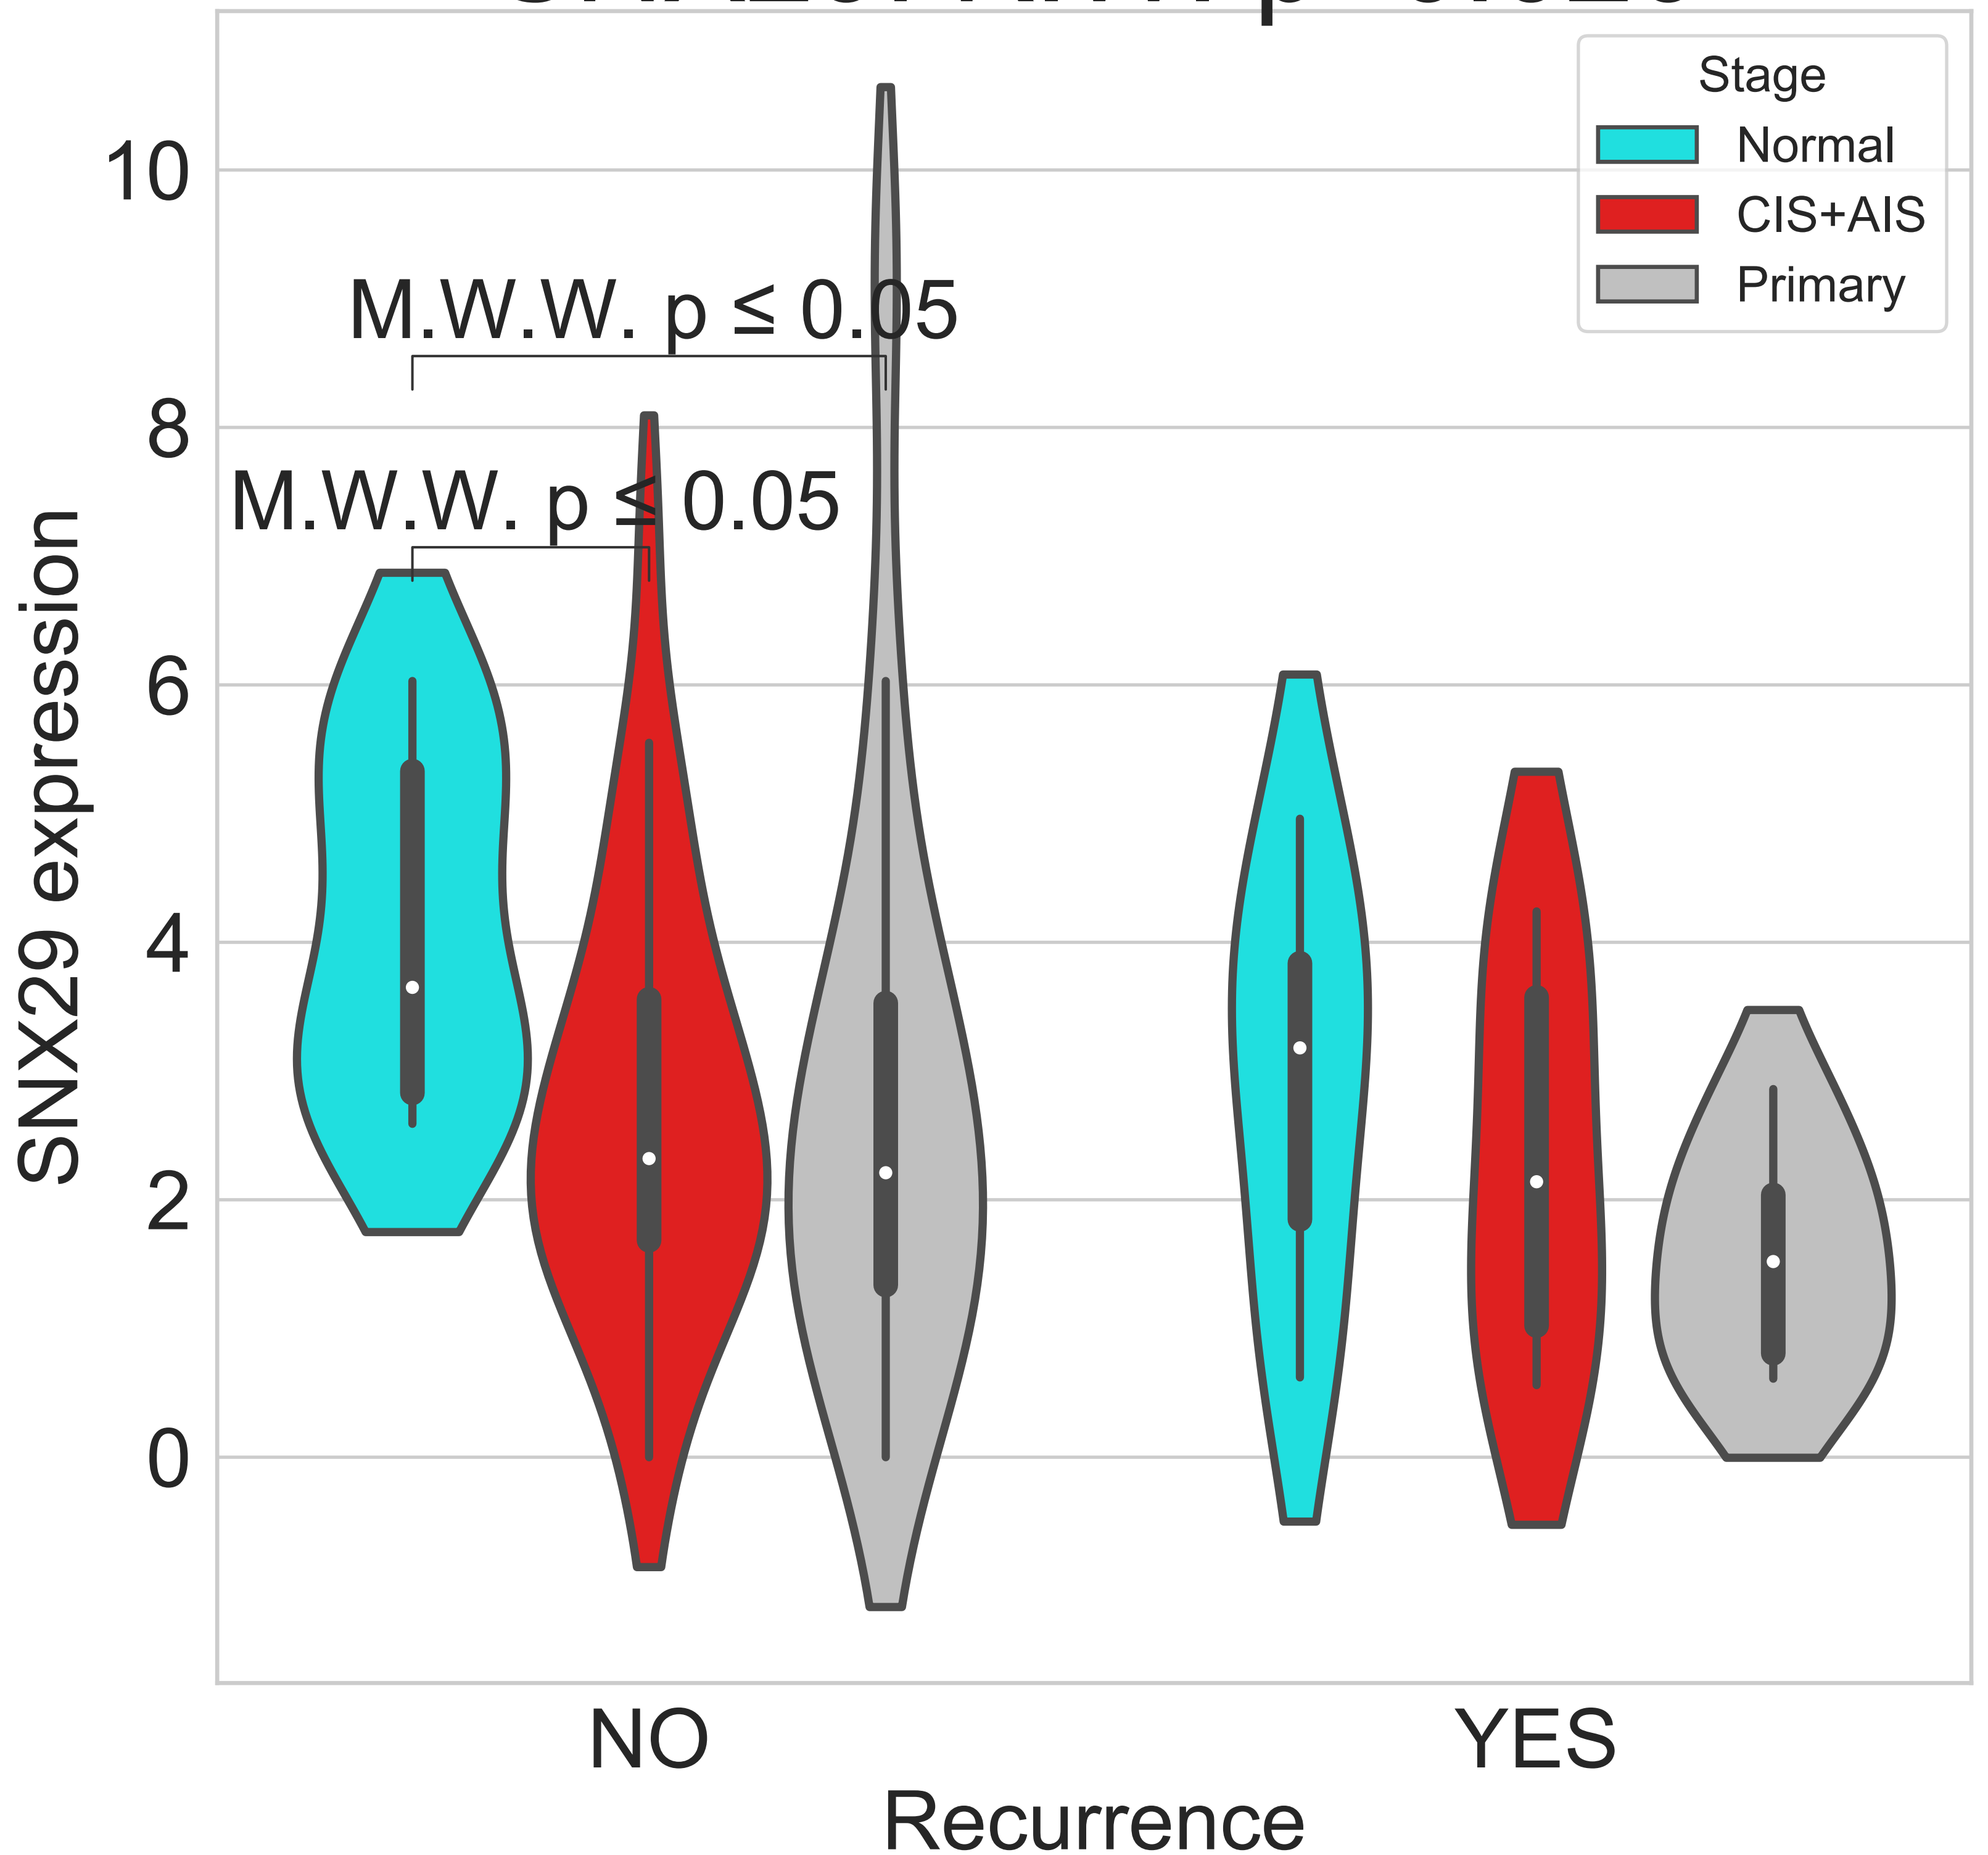 Stage
Normal
CIS+AIS
Primary
10
8
6
4
2
0
M.W.W. p ≤ 0.05
M.W.W. p ≤ 0.05
SNX29 expression
NO
YES
Recurrence